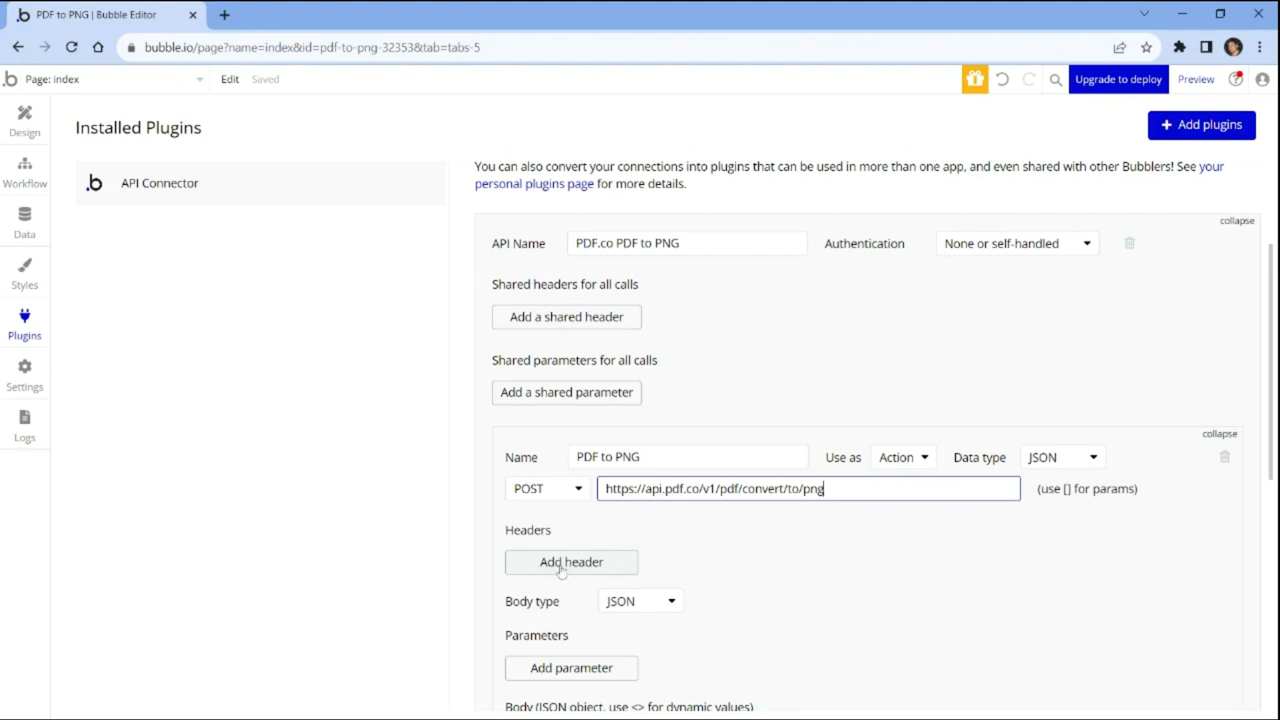 PDF to PNG | Bubble Editor
bubble.io/page?name=index&id=pdf-to-png-32353&tab=tabs-5
Page: index
Edit
Saved
Upgrade to deploy
Preview
Design
Workflow
Data
Styles
Plugins
Settings
Logs
Installed Plugins
Add plugins
API Connector
You can also convert your connections into plugins that can be used in more than one app, and even shared with other Bubblers! See your
personal plugins page for more details.
collapse
API Name PDF.co PDF to PNG Authentication None or self-handled
Shared headers for all calls
Add a shared header
Shared parameters for all calls
Add a shared parameter
collapse
Name PDF to PNG Use as Action Data type JSON
POST https://api.pdf.co/v1/pdf/convert/to/png (use [] for params)
Headers
Add header
Body type JSON
Parameters
Add parameter
Body (JSON object, use <> for dynamic values)